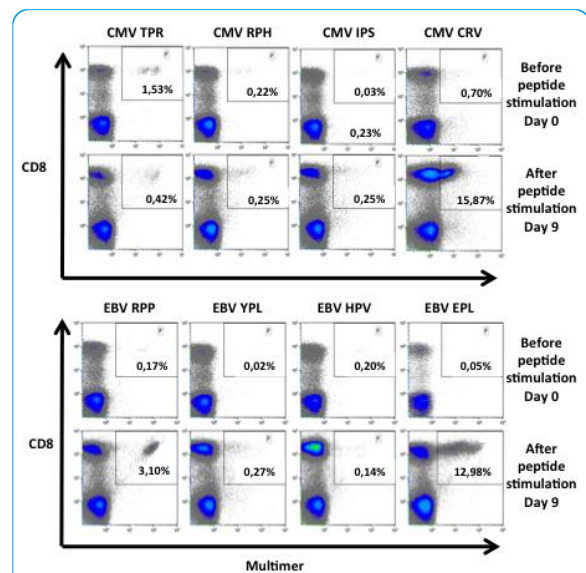 CMV TPR CMV RPH CMV IPS CMV CRV
1,53% 0,22% 0,03% 0,70%
0,23%
Before
peptide
stimulation
Day 0
CD8
0,42% 0,25% 0,25% 15,87%
After
peptide
stimulation
Day 9
EBV RPP EBV YPL EBV HPV EBV EPL
0,17% 0,02% 0,20% 0,05%
Before
peptide
stimulation
Day 0
CD8
3,10% 0,27% 0,14% 12,98%
After
peptide
stimulation
Day 9
Multimer